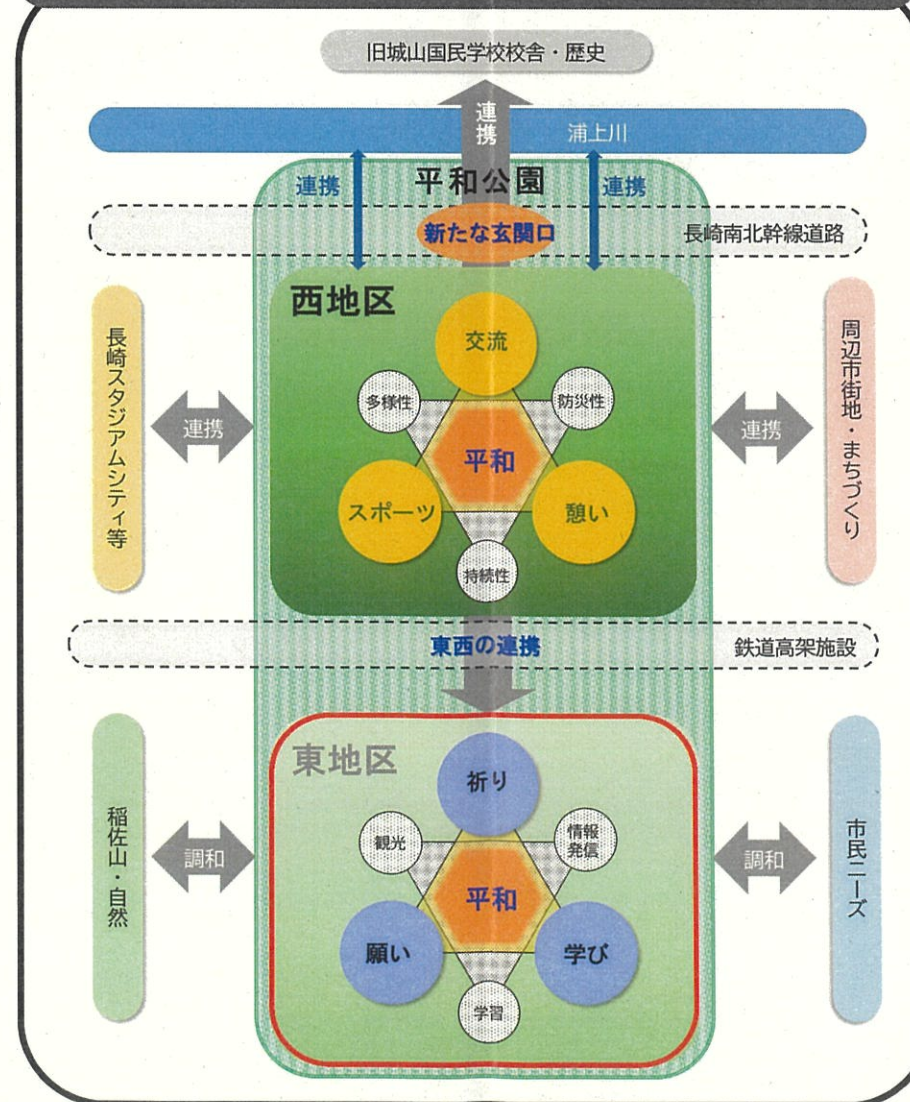 旧城山国民学校校舎・歴史
連携
浦上川
連携
平和公園
連携
新たな玄関口
長崎南北幹線道路
西地区
交流
多様性
防災性
平和
スポーツ
憩い
持続性
長崎スタジアムシティ等
連携
連携
周辺市街地・まちづくり
東西の連携
鉄道高架施設
東地区
祈り
観光
情報
発信
平和
願い
学び
学習
稲佐山・自然
調和
調和
市民ニーズ